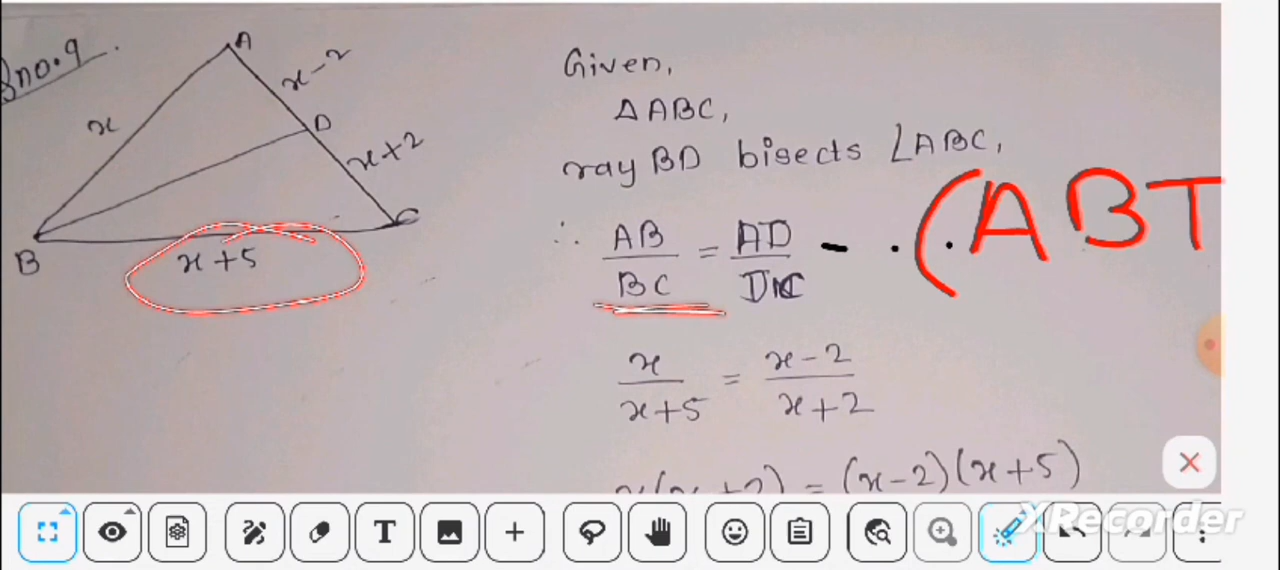 no.9
A
x-2
x
D
x+2
B
C
x+5
Given,
△ABC,
ray BD bisects ∠ABC,
∴ AB/BC = AD/DC - . (.ABT
x/x+5 = x-2/x+2
x(x+2) = (x-2)(x+5)
T
XRecorder